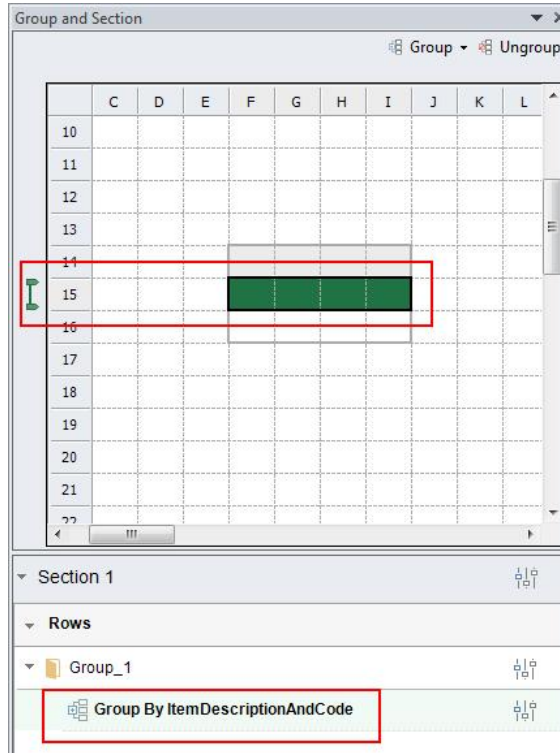 Group and Section
Group Ungroup
C D E F G H I J K L
10
11
12
13
14
15
16
17
18
19
20
21
22
Section 1
Rows
Group_1
Group By ItemDescriptionAndCode